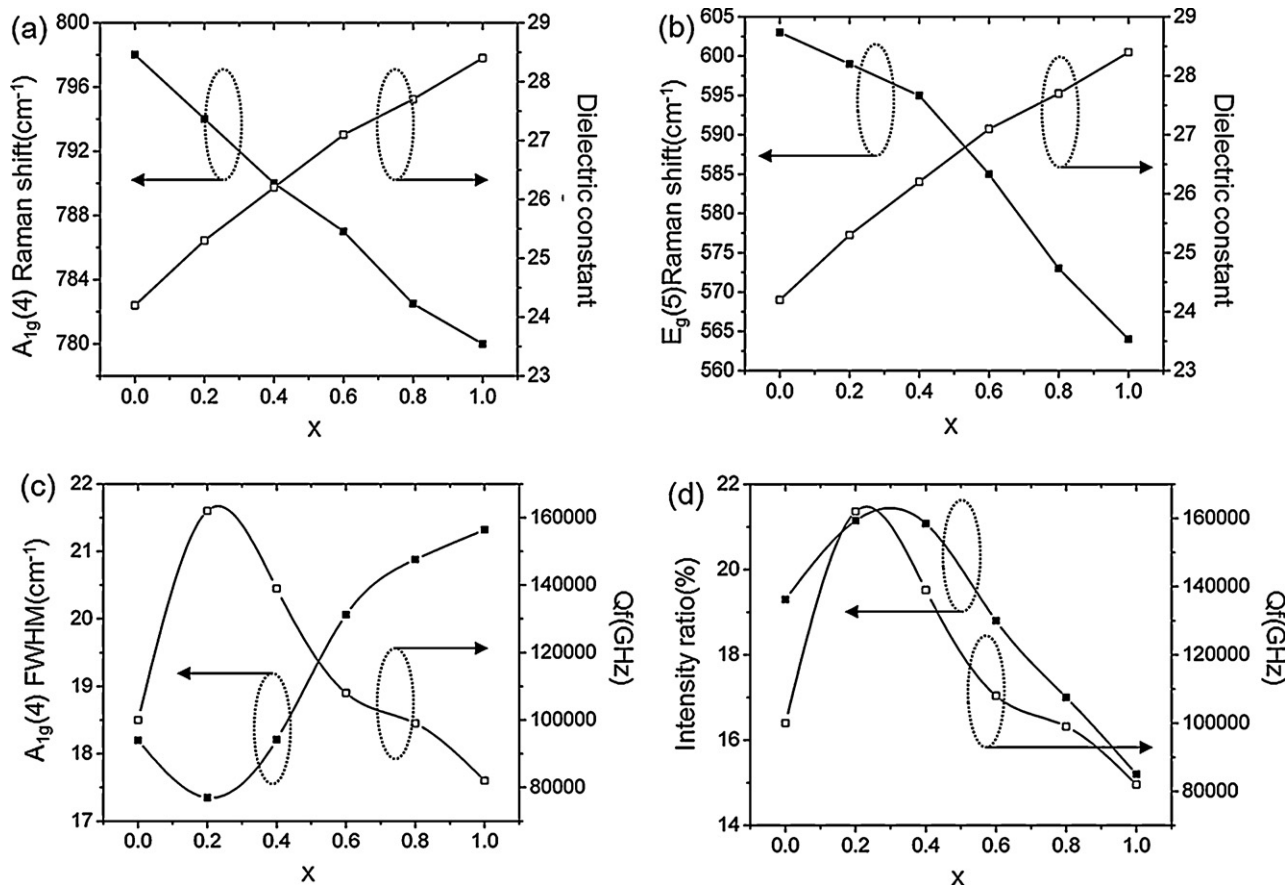 (a)
800
798
796
792
788
784
780
A1g(4) Raman shift(cm-1)
29
28
27
26
25
24
23
Dielectric constant
0.0 0.2 0.4 0.6 0.8 1.0
X
(b)
605
600
595
590
585
580
575
570
565
560
Eg(5)Raman shift(cm-1)
29
28
27
26
25
24
23
Dielectric constant
0.0 0.2 0.4 0.6 0.8 1.0
X
(c)
22
21
20
19
18
17
A1g(4) FWHM(cm-1)
160000
140000
120000
100000
80000
Qf(GHz)
0.0 0.2 0.4 0.6 0.8 1.0
X
(d)
22
20
18
16
14
Intensity ratio(%)
160000
140000
120000
100000
80000
Qf(GHz)
0.0 0.2 0.4 0.6 0.8 1.0
X